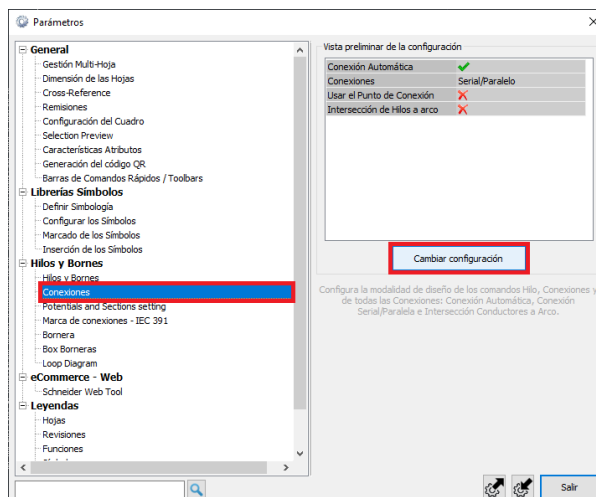 Parámetros
General
Gestión Multi-Hoja
Dimensión de las Hojas
Cross-Reference
Remisiones
Configuración del Cuadro
Selection Preview
Características Atributos
Generación del código QR
Barras de Comandos Rápidos / Toolbars
Librerías Símbolos
Definir Simbología
Configurar los Símbolos
Marcado de los Símbolos
Inserción de los Símbolos
Hilos y Bornes
Hilos y Bornes
Conexiones
Potentials and Sections setting
Marca de conexiones - IEC 391
Bornera
Box Borneras
Loop Diagram
eCommerce - Web
Schneider Web Tool
Leyendas
Hojas
Revisiones
Funciones
Vista preliminar de la configuración
Conexión Automática
Conexiones Serial/Paralelo
Usar el Punto de Conexión
Intersección de Hilos a arco
Cambiar configuración
Configura la modalidad de diseño de los comandos Hilo, Conexiones y
de todas las Conexiones: Conexión Automática, Conexión
Serial/Paralela e Intersección Conductores a Arco.
Salir